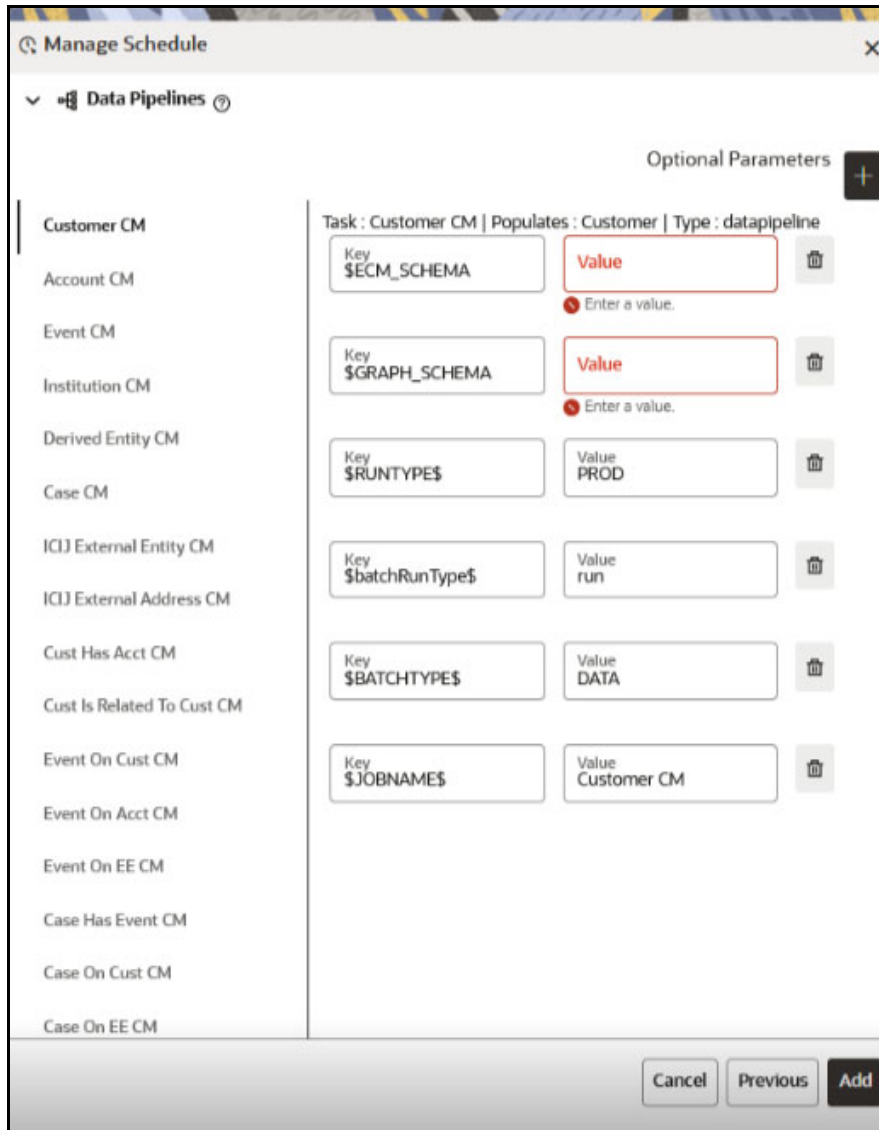 Manage Schedule
Data Pipelines
Optional Parameters
Customer CM
Account CM
Event CM
Institution CM
Derived Entity CM
Case CM
ICIJ External Entity CM
ICIJ External Address CM
Cust Has Acct CM
Cust Is Related To Cust CM
Event On Cust CM
Event On Acct CM
Event On EE CM
Case Has Event CM
Case On Cust CM
Case On EE CM
Task : Customer CM | Populates : Customer | Type : datapipeline
Key
$ECM_SCHEMA
Value
Enter a value.
Key
$GRAPH_SCHEMA
Value
Enter a value.
Key
$RUNTYPE$
Value
PROD
Key
$batchRunType$
Value
run
Key
$BATCHTYPE$
Value
DATA
Key
$JOBNAME$
Value
Customer CM
Cancel
Previous
Add